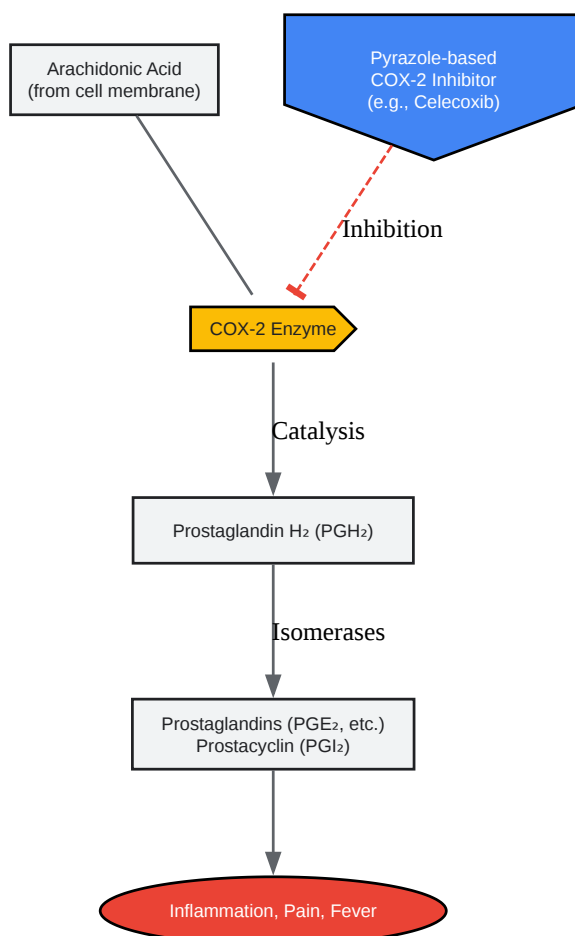 Arachidonic Acid
(from cell membrane)
Pyrazole-based
COX-2 Inhibitor
(e.g., Celecoxib)
Inhibition
COX-2 Enzyme
Catalysis
Prostaglandin H₂ (PGH₂)
Isomerases
Prostaglandins (PGE₂, etc.)
Prostacyclin (PGI₂)
Inflammation, Pain, Fever